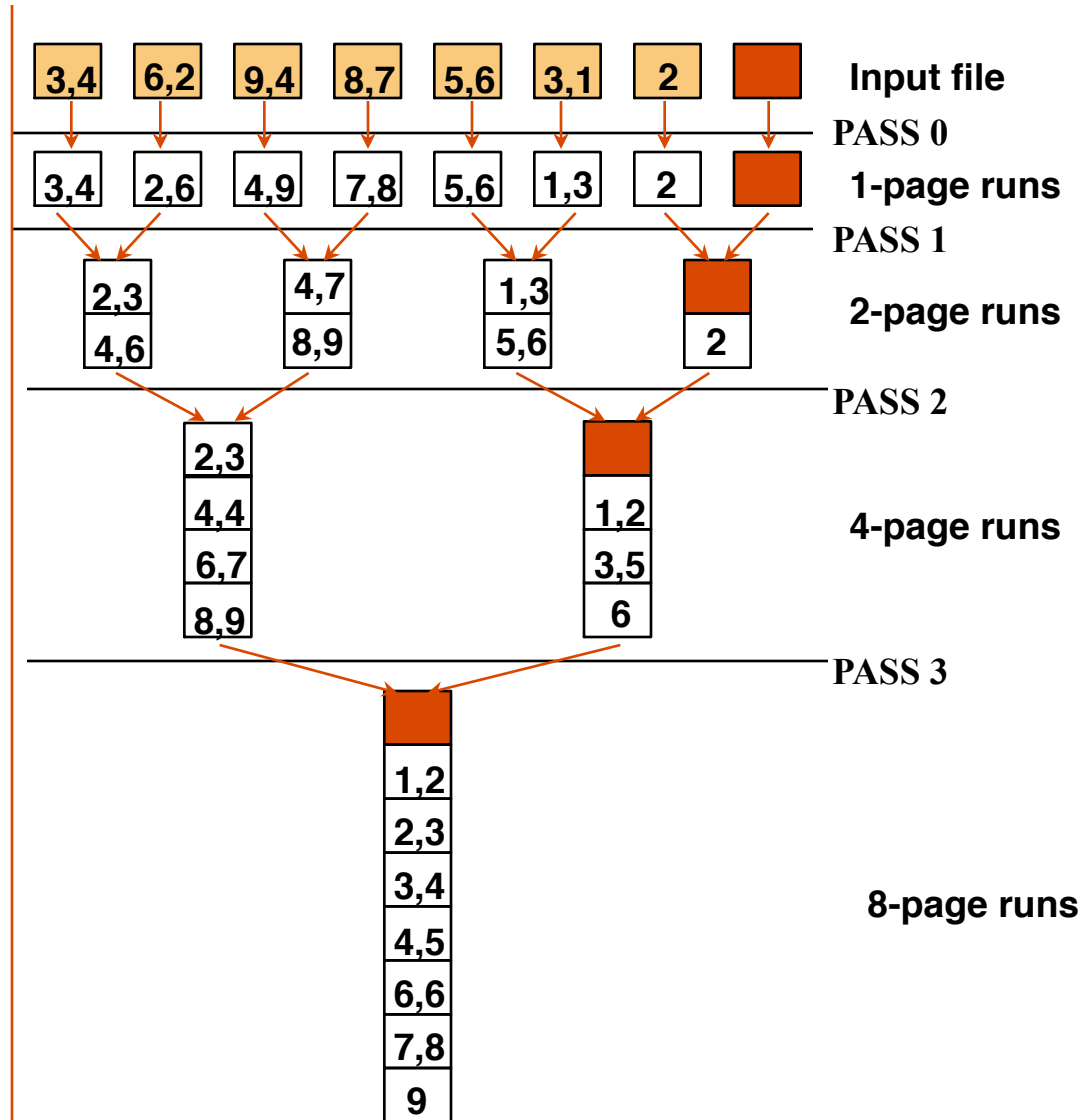 3,4 6,2 9,4 8,7 5,6 3,1 2 Input file
PASS 0
3,4 2,6 4,9 7,8 5,6 1,3 2 1-page runs
PASS 1
2,3 4,7 1,3
4,6 8,9 5,6 2
2-page runs
PASS 2
2,3
4,4 1,2
6,7 3,5
8,9 6
4-page runs
PASS 3
1,2
2,3
3,4
4,5
6,6
7,8
9
8-page runs